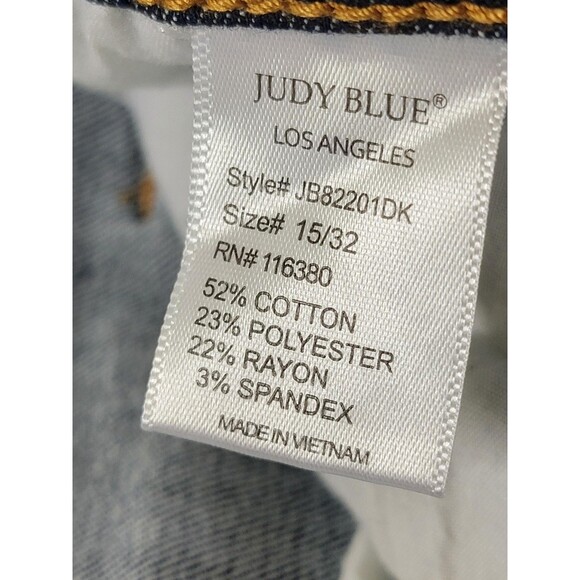 JUDY BLUE®
LOS ANGELES
Style# JB82201DK
Size# 15/32
RN# 116380
52% COTTON
23% POLYESTER
22% RAYON
3% SPANDEX
MADE IN VIETNAM